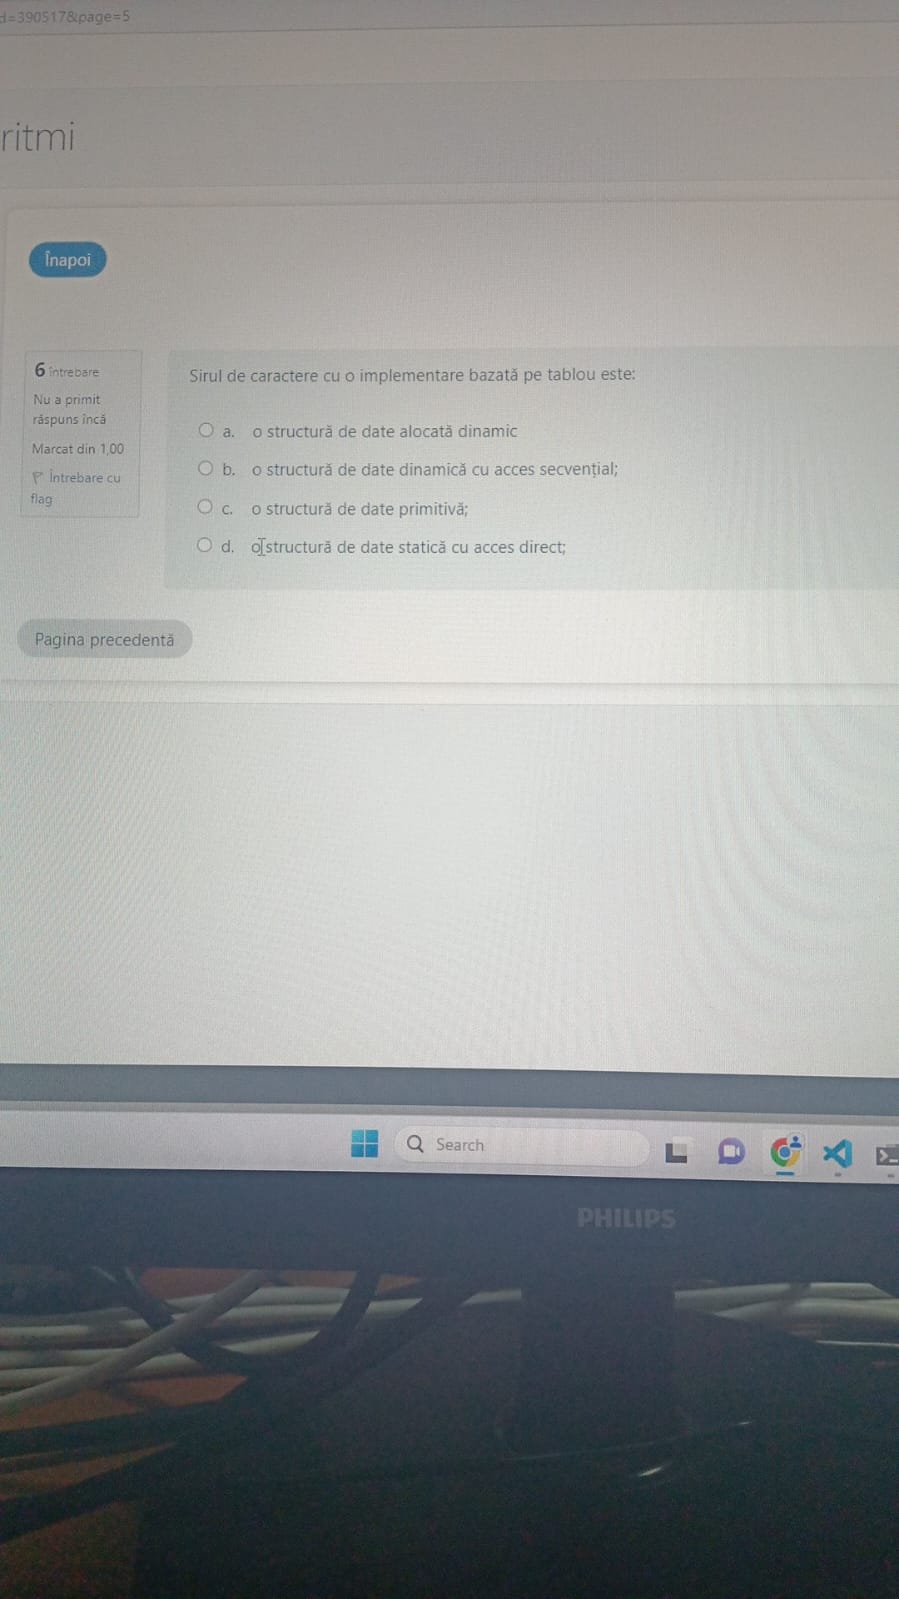 d=390517&page=5
ritmi
Înapoi
6 întrebare
Nu a primit
răspuns încă
Marcat din 1,00
Întrebare cu
flag
Sirul de caractere cu o implementare bazată pe tablou este:
a. o structură de date alocată dinamic
b. o structură de date dinamică cu acces secvențial;
c. o structură de date primitivă;
d. o structură de date statică cu acces direct;
Pagina precedentă
Search
PHILIPS